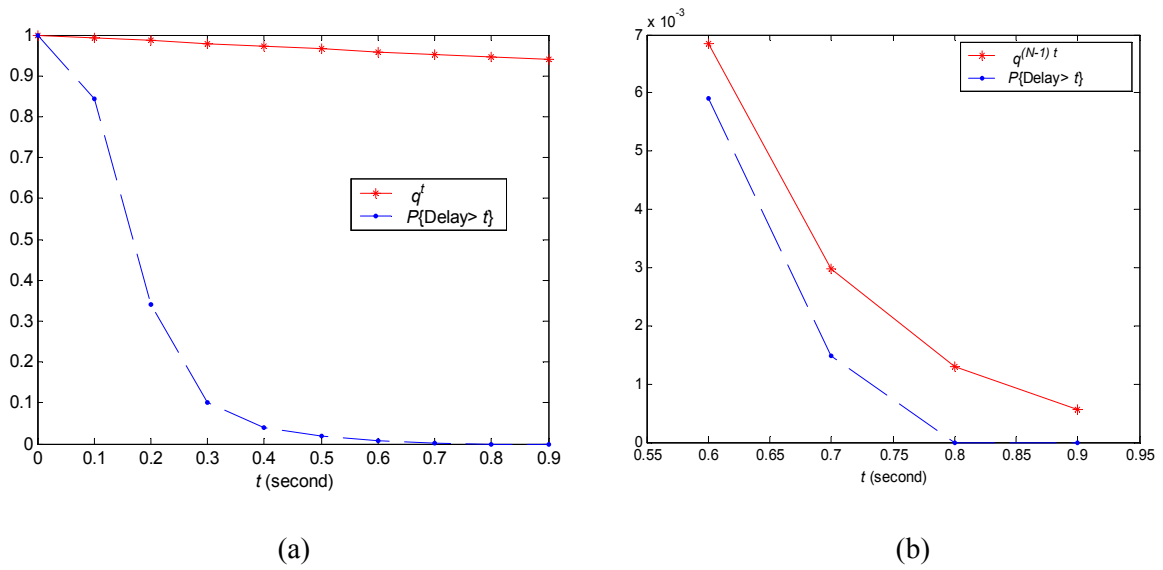 1
0.9
0.8
0.7
0.6
0.5
0.4
0.3
0.2
0.1
0
0 0.1 0.2 0.3 0.4 0.5 0.6 0.7 0.8 0.9
t (second)
q^t
P{Delay> t}
(a)
x 10^-3
7
6
5
4
3
2
1
0
0.55 0.6 0.65 0.7 0.75 0.8 0.85 0.9 0.95
t (second)
q^(N-1) t
P{Delay> t}
(b)